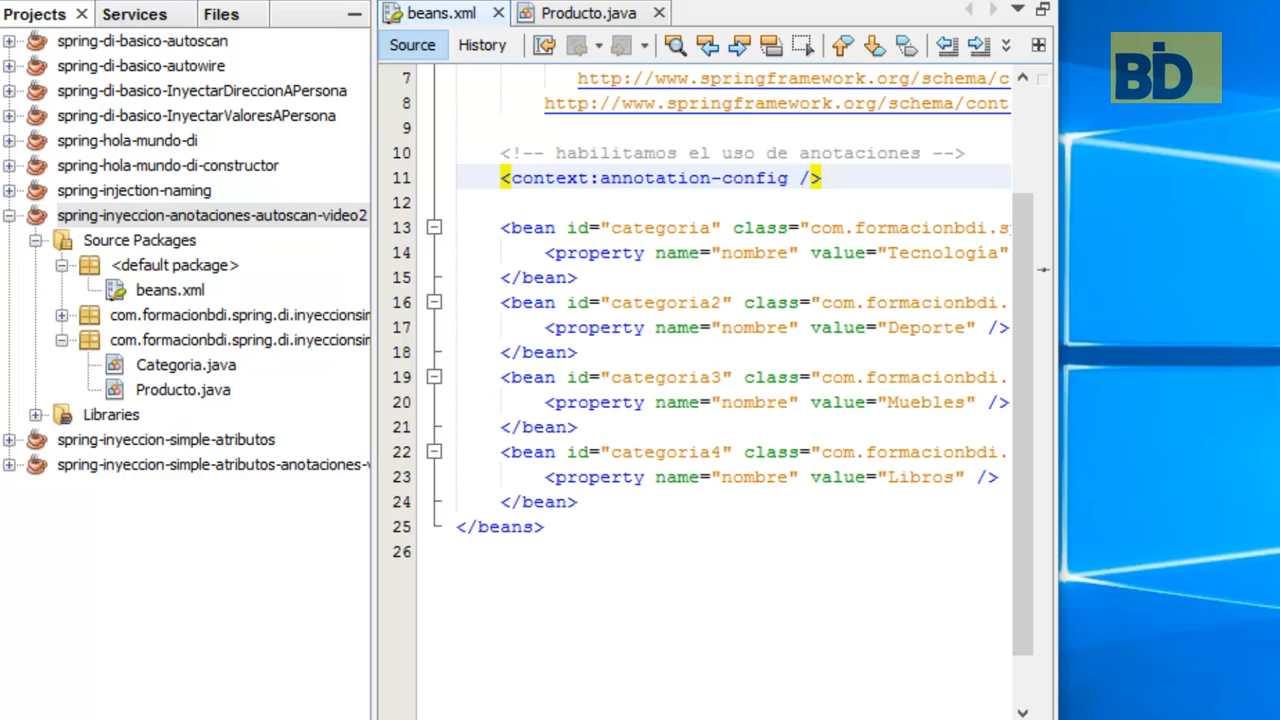 Projects
Services
Files
spring-di-basico-autoscan
spring-di-basico-autowire
spring-di-basico-InyectarDireccionAPersona
spring-di-basico-InyectarValoresAPersona
spring-hola-mundo-di
spring-hola-mundo-di-constructor
spring-injection-naming
spring-inyeccion-anotaciones-autoscan-video2
Source Packages
<default package>
beans.xml
com.formacionbdi.spring.di.inyeccionsin
com.formacionbdi.spring.di.inyeccionsin
Categoria.java
Producto.java
Libraries
spring-inyeccion-simple-atributos
spring-inyeccion-simple-atributos-anotaciones-v
beans.xml
Producto.java
Source
History
7 http://www.springframework.org/schema/c
8 http://www.springframework.org/schema/cont
9
10 <!-- habilitamos el uso de anotaciones -->
11 <context:annotation-config />
12
13 <bean id="categoria" class="com.formacionbdi.sp
14 <property name="nombre" value="Tecnología"
15 </bean>
16 <bean id="categoria2" class="com.formacionbdi.
17 <property name="nombre" value="Deporte" />
18 </bean>
19 <bean id="categoria3" class="com.formacionbdi.
20 <property name="nombre" value="Muebles" />
21 </bean>
22 <bean id="categoria4" class="com.formacionbdi.
23 <property name="nombre" value="Libros" />
24 </bean>
25 </beans>
26
BDI